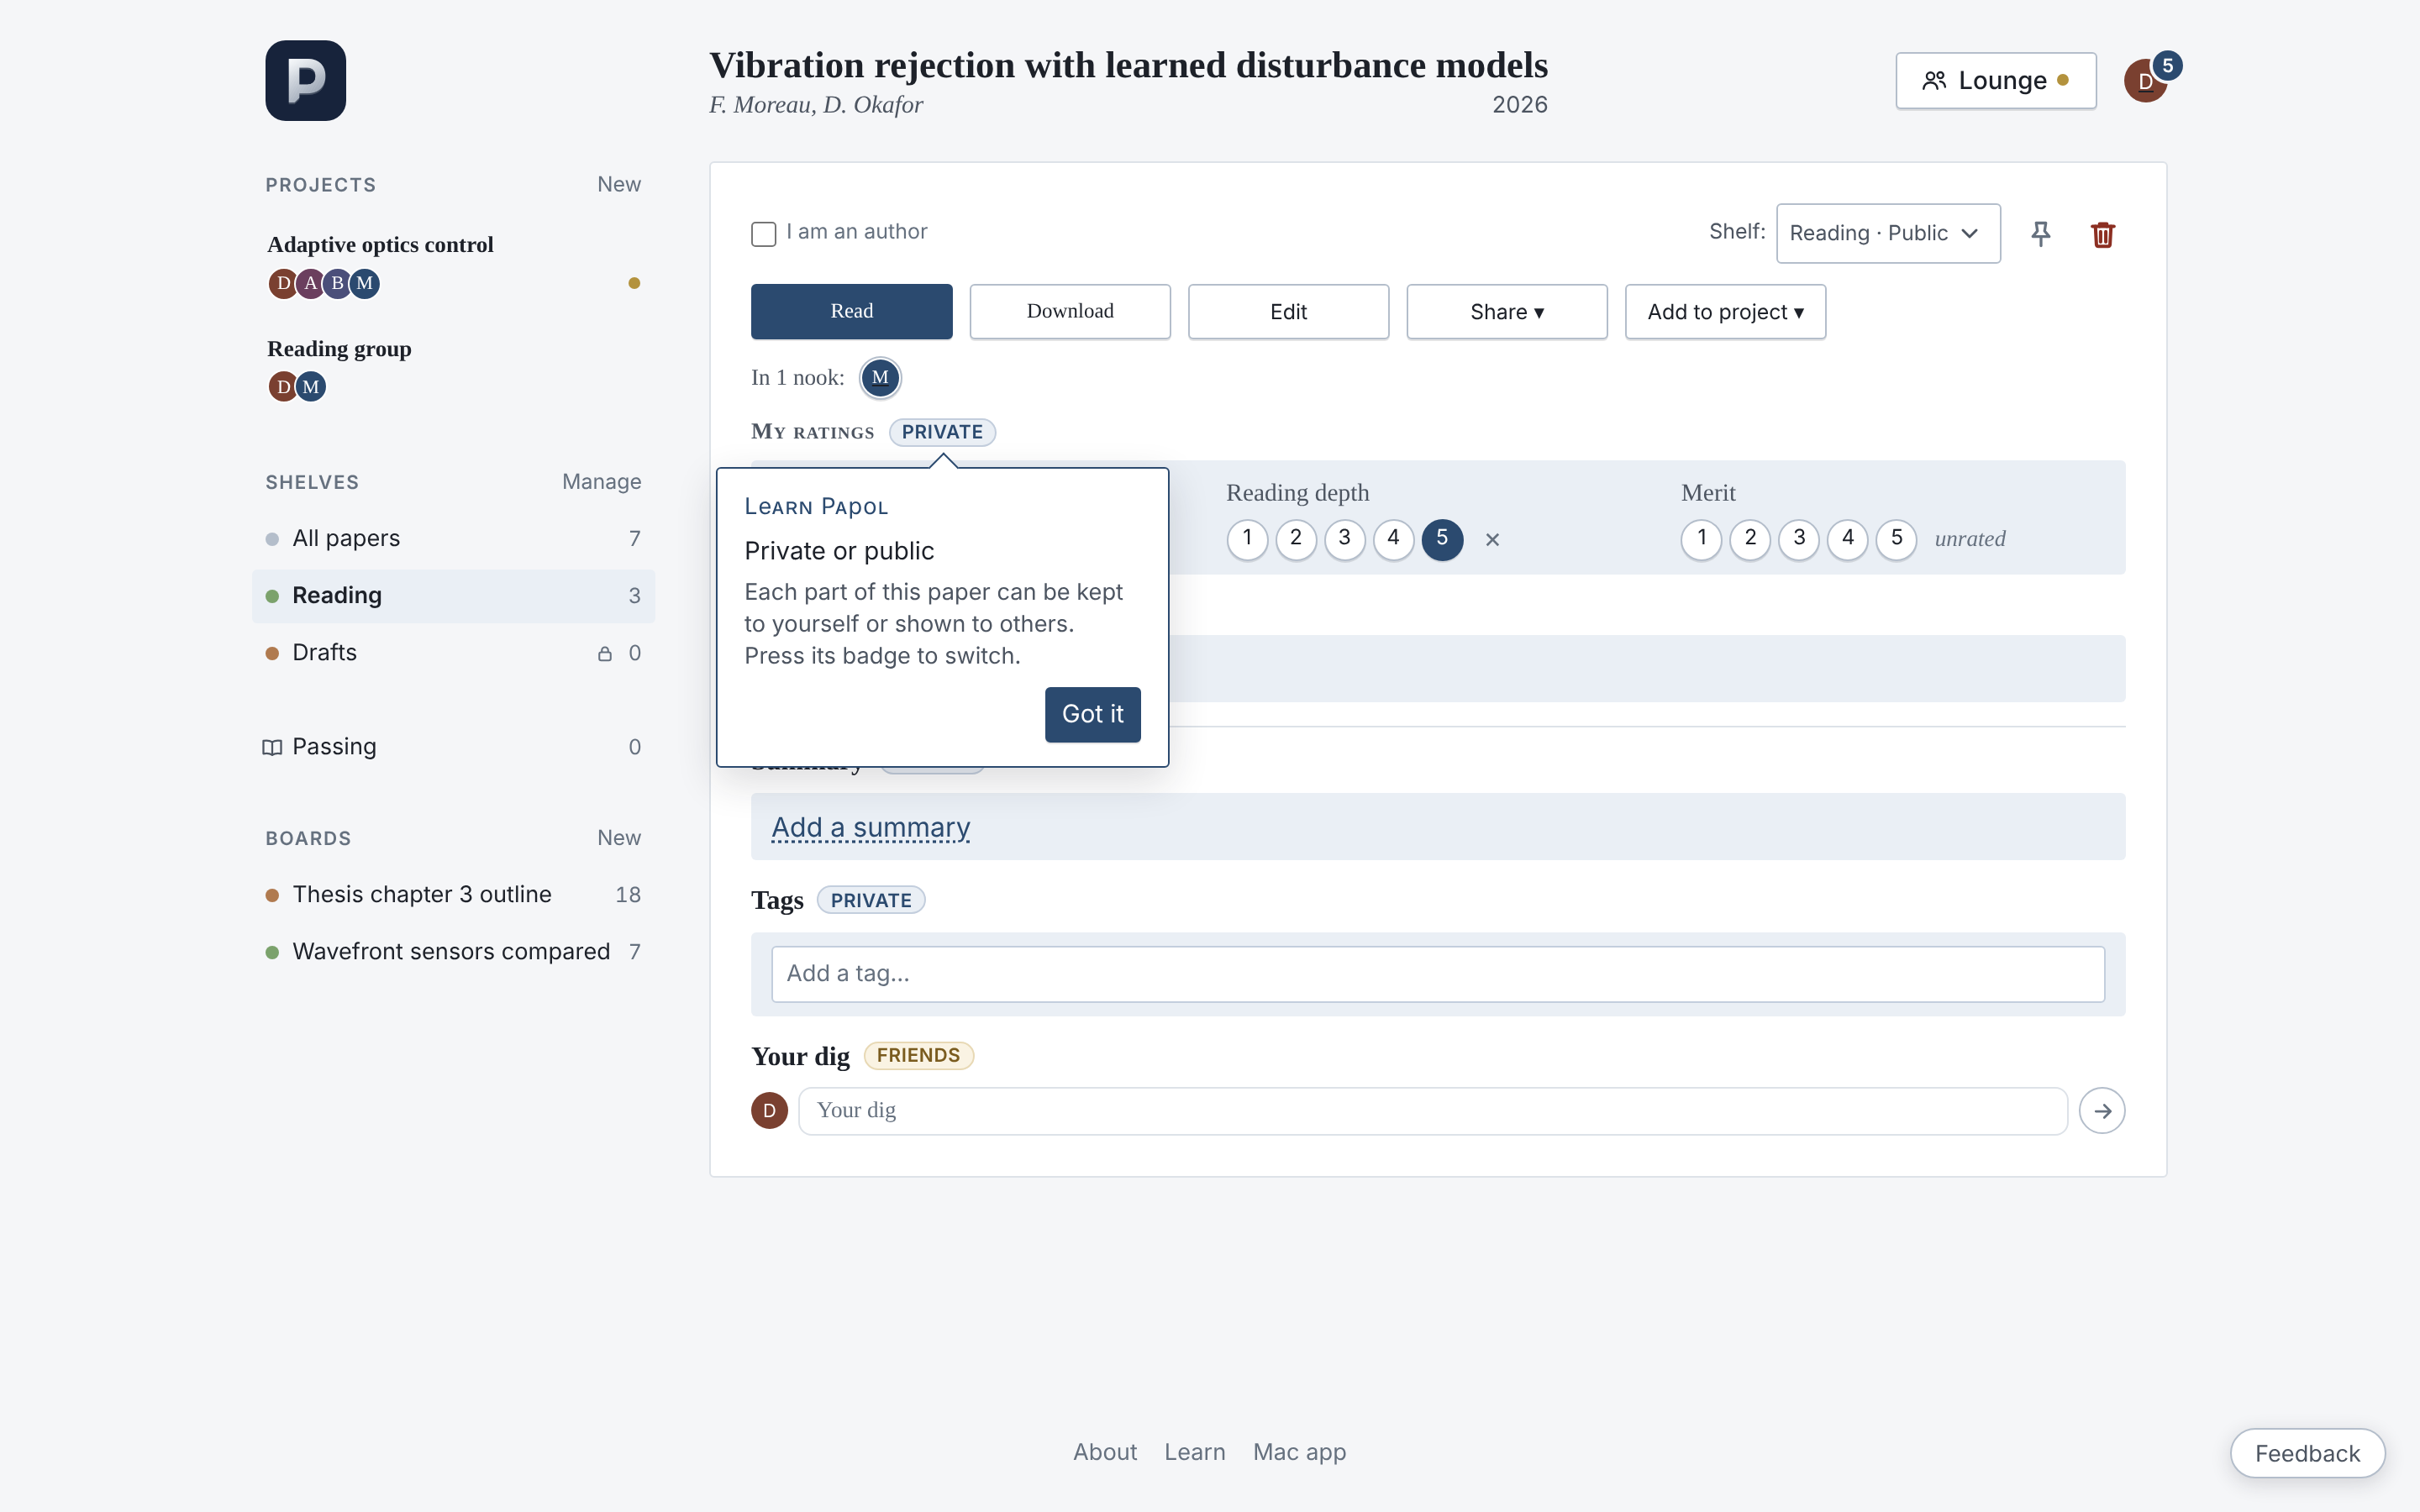 P
Vibration rejection with learned disturbance models
F. Moreau, D. Okafor
2026
Lounge
D
5
PROJECTS
New
Adaptive optics control
D
A
B
M
Reading group
D
M
SHELVES
Manage
All papers
7
Reading
3
Drafts
0
Passing
0
BOARDS
New
Thesis chapter 3 outline
18
Wavefront sensors compared
7
I am an author
Shelf:
Reading · Public
Read
Download
Edit
Share ▾
Add to project ▾
In 1 nook:
M
My ratings
PRIVATE
Learn Papol
Private or public
Each part of this paper can be kept
to yourself or shown to others.
Press its badge to switch.
Got it
Reading depth
1
2
3
4
5
×
Merit
1
2
3
4
5
unrated
Add a summary
Tags
PRIVATE
Add a tag...
Your dig
FRIENDS
D
Your dig
About
Learn
Mac app
Feedback